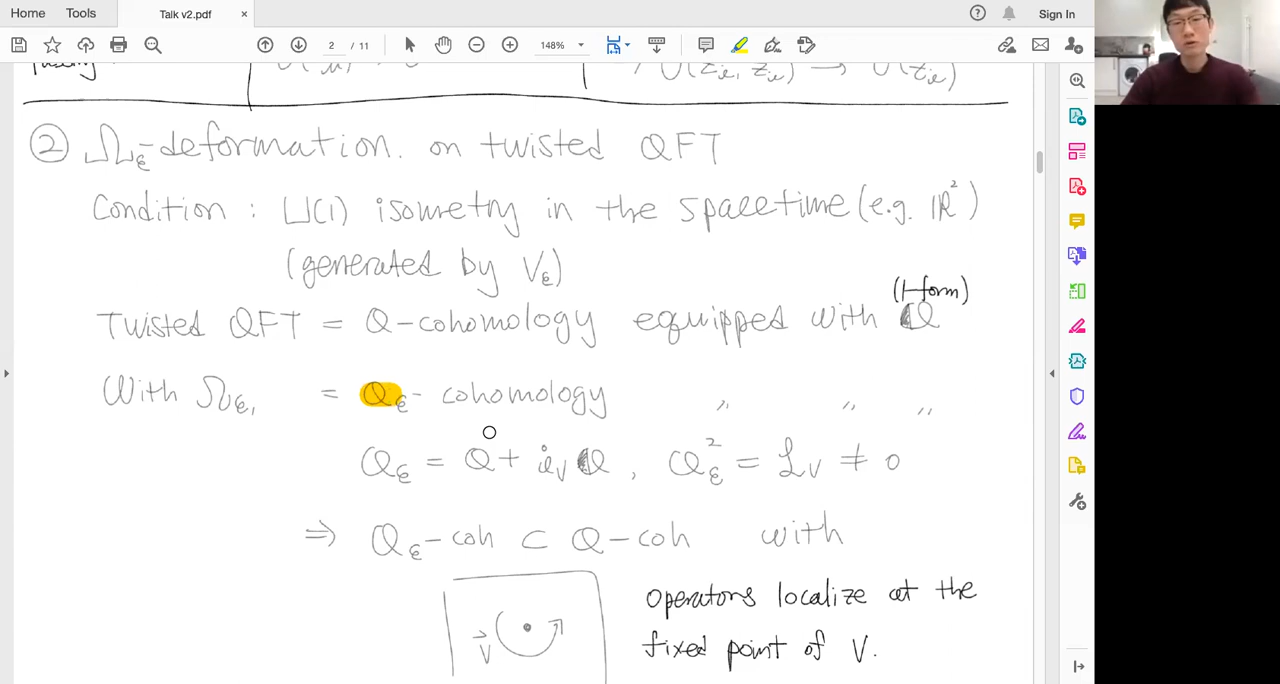 Home Tools Talk v2.pdf × Sign In
2 / 11 148%
② Ω_ε-deformation. on twisted QFT
Condition : U(1) isometry in the spacetime (e.g. ℝ²)
(generated by V_ε)
(1-form)
Twisted QFT = Q-cohomology equipped with Q
With Ω_ε, = Q_ε-cohomology " " "
Q_ε = Q + i_V Q , Q_ε² = ℒ_V ≠ 0
⇒ Q_ε-coh ⊂ Q-coh with
operators localize at the
V
fixed point of V.